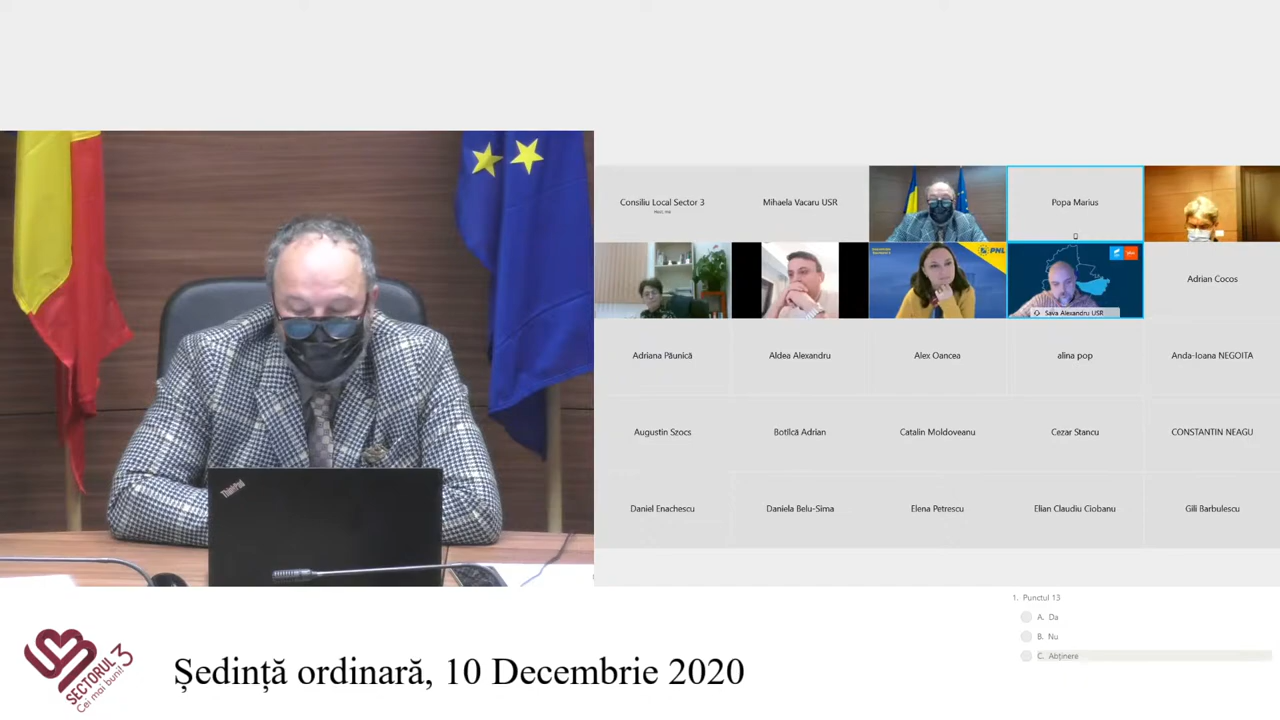 Consiliu Local Sector 3
Mihaela Vacaru USR
Popa Marius
PNL
Sava Alexandru USR
Adrian Cocos
Adriana Păunică
Aldea Alexandru
Alex Oancea
alina pop
Anda-Ioana NEGOITA
Augustin Szocs
Botîlcă Adrian
Catalin Moldoveanu
Cezar Stancu
CONSTANTIN NEAGU
Daniel Enachescu
Daniela Belu-Sima
Elena Petrescu
Elian Claudiu Ciobanu
Gili Barbulescu
ThinkPad
1. Punctul 13
A. Da
B. Nu
C. Abținere
SECTORUL 3
Cei mai buni!
Ședință ordinară, 10 Decembrie 2020